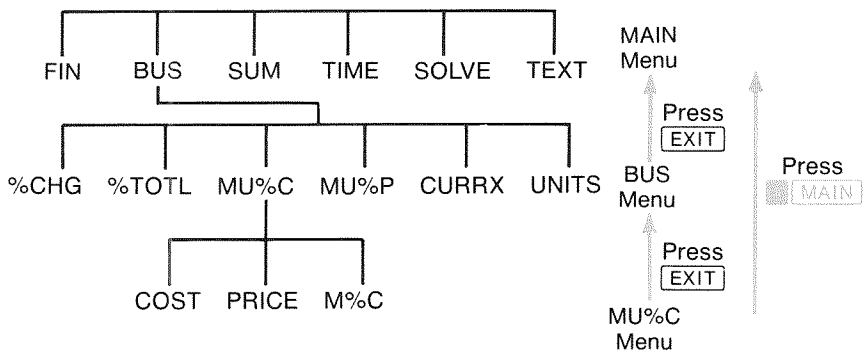 FIN BUS SUM TIME SOLVE TEXT
MAIN
Menu
Press
EXIT
%CHG %TOTL MU%C MU%P CURRX UNITS
BUS
Menu
Press
MAIN
COST PRICE M%C
Press
EXIT
MU%C
Menu